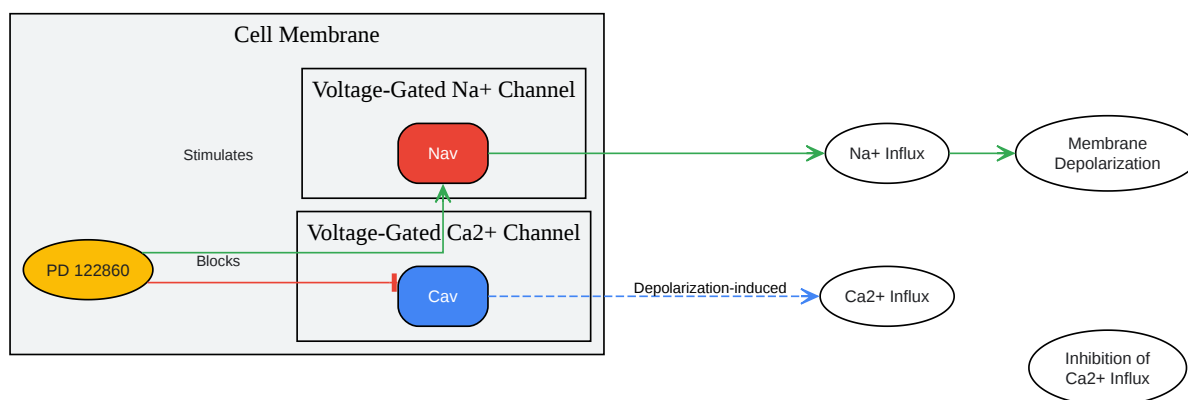 Cell Membrane
Voltage-Gated Na+ Channel
Stimulates
Nav
Na+ Influx
Membrane
Depolarization
Voltage-Gated Ca2+ Channel
Blocks
PD 122860
Cav
Depolarization-induced
Ca2+ Influx
Inhibition of
Ca2+ Influx